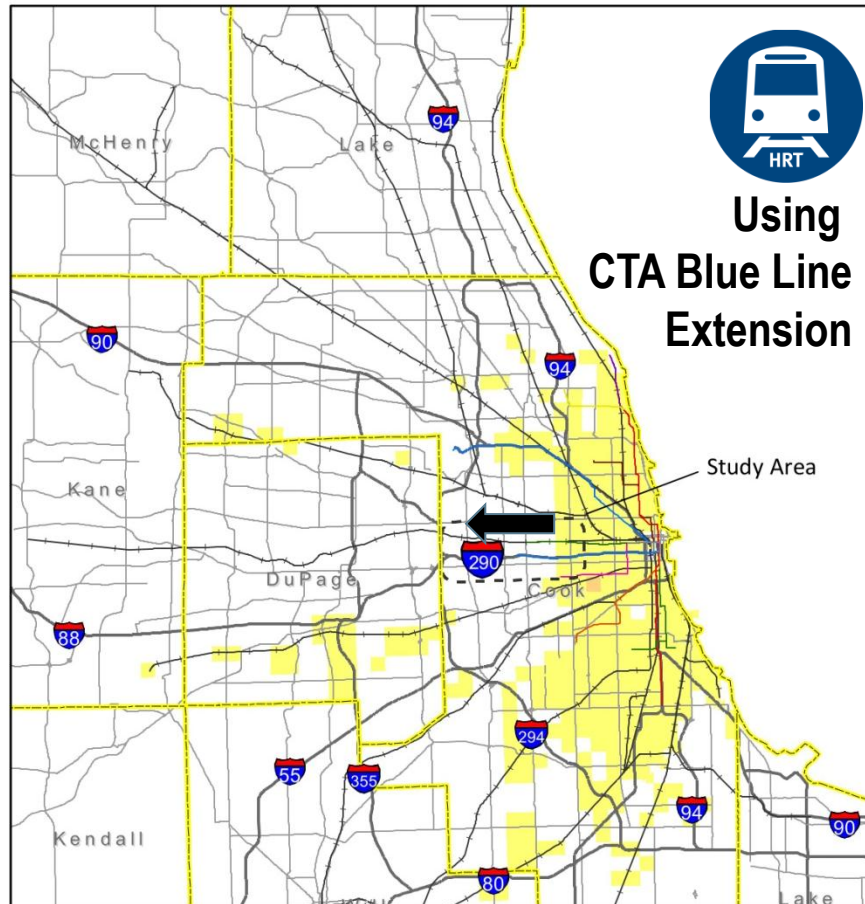 94
McHenry
Lake
HRT
Using
CTA Blue Line
Extension
90
94
Study Area
Kane
290
DuPage
Cook
88
294
55
355
94
90
Kendall
80
Lake